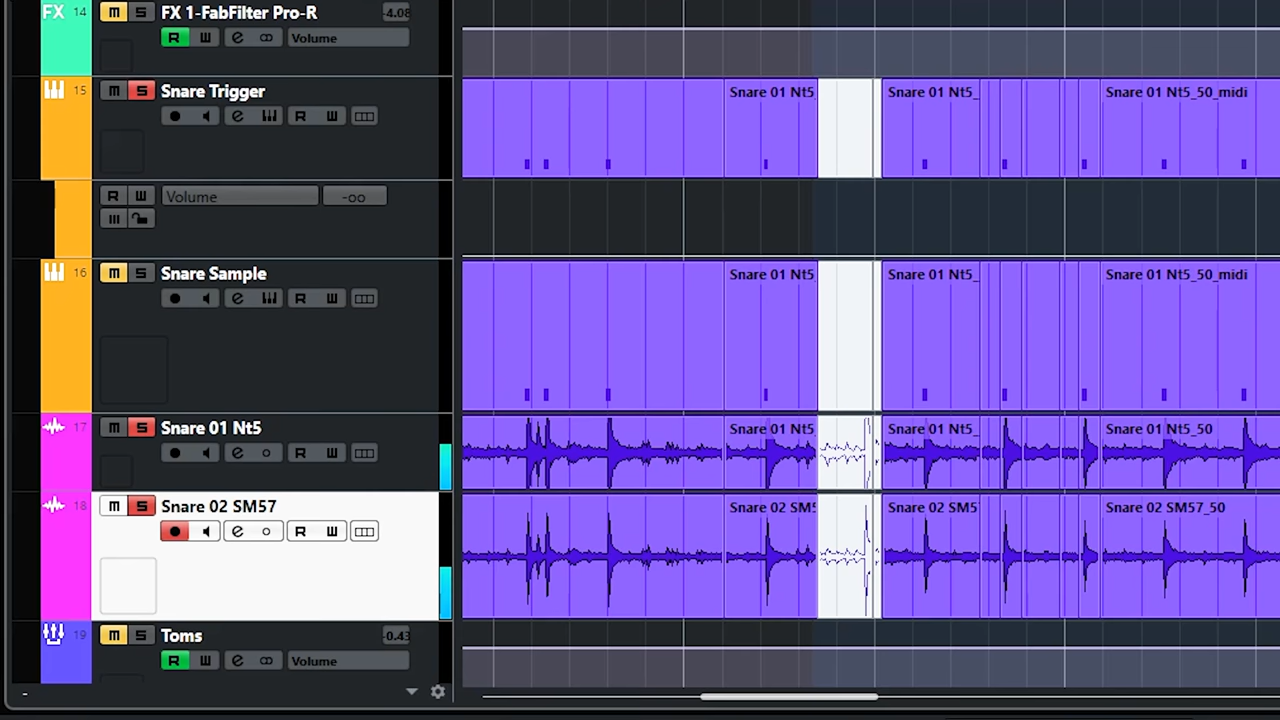 FX 14 M S FX 1-FabFilter Pro-R -4.08
R W e Volume
15 M S Snare Trigger Snare 01 Nt5_ Snare 01 Nt5_ Snare 01 Nt5_50_midi
e R W
R W Volume -oo
16 M S Snare Sample Snare 01 Nt5_ Snare 01 Nt5_ Snare 01 Nt5_50_midi
e R W
17 M S Snare 01 Nt5 Snare 01 Nt5_ Snare 01 Nt5_ Snare 01 Nt5_50
e R W
18 M S Snare 02 SM57 Snare 02 SM5 Snare 02 SM5 Snare 02 SM57_50
e R W
19 M S Toms -0.43
R W e Volume
-